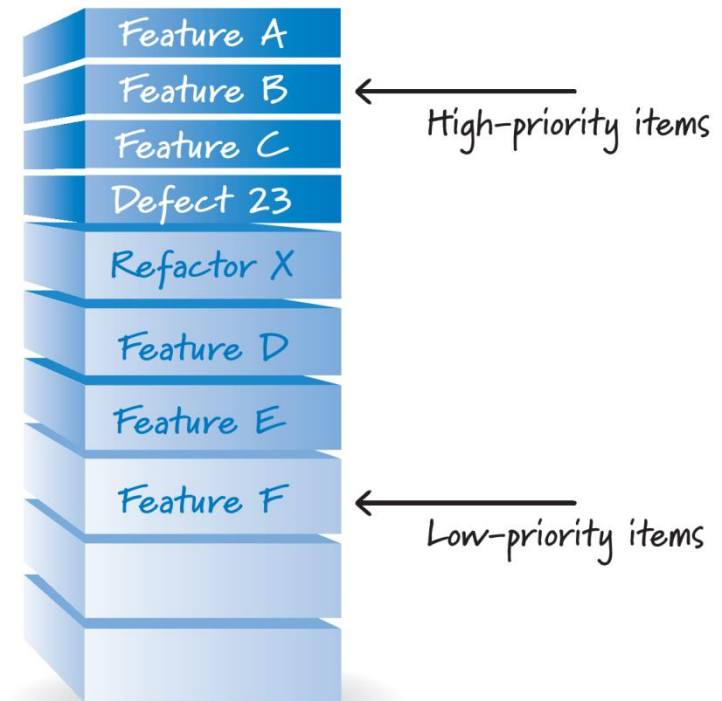 Feature A
Feature B
High-priority items
Feature C
Defect 23
Refactor X
Feature D
Feature E
Feature F
Low-priority items